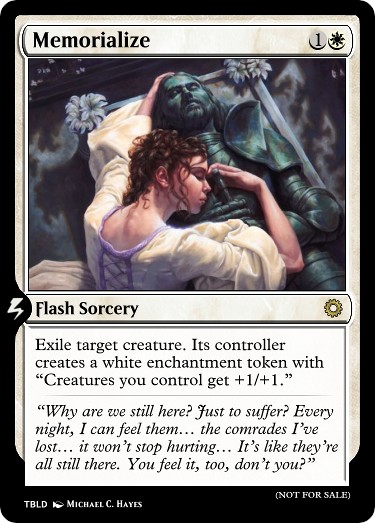 Memorialize 1
Flash Sorcery
Exile target creature. Its controller
creates a white enchantment token with
“Creatures you control get +1/+1.”
“Why are we still here? Just to suffer? Every
night, I can feel them… the comrades I’ve
lost… it won’t stop hurting… It’s like they’re
all still there. You feel it, too, don’t you?”
(NOT FOR SALE)
TBLD Michael C. Hayes